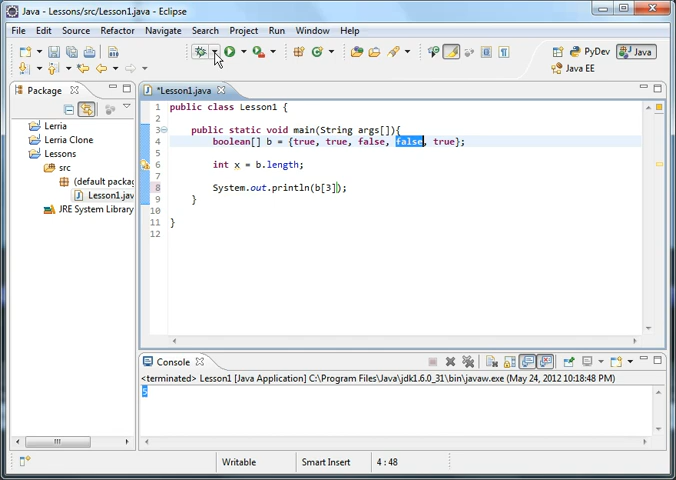 Java - Lessons/src/Lesson1.java - Eclipse
File Edit Source Refactor Navigate Search Project Run Window Help
PyDev Java
Java EE
Package
*Lesson1.java
Lerria
Lerria Clone
Lessons
src
(default packag
Lesson1.jav
JRE System Library
1 public class Lesson1 {
2
3 public static void main(String args[]){
4 boolean[] b = {true, true, false, false, true};
5
6 int x = b.length;
7
8 System.out.println(b[3]);
9 }
10
11 }
12
Console
<terminated> Lesson1 [Java Application] C:\Program Files\Java\jdk1.6.0_31\bin\javaw.exe (May 24, 2012 10:18:48 PM)
5
Writable Smart Insert 4 : 48